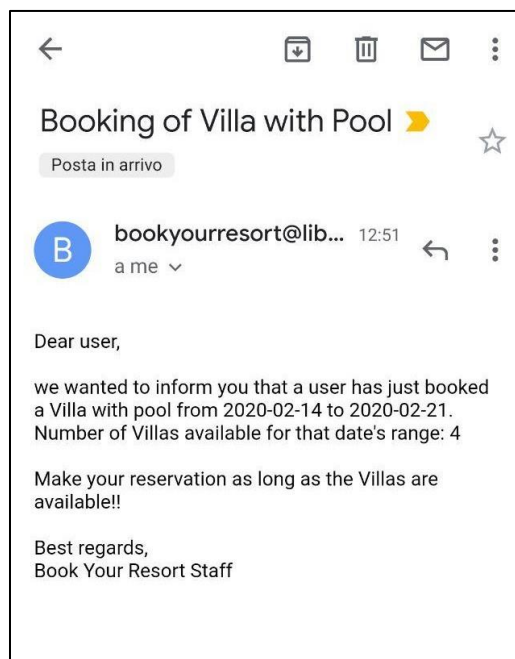 Booking of Villa with Pool
Posta in arrivo
B
bookyourresort@lib... 12:51
a me
Dear user,
we wanted to inform you that a user has just booked
a Villa with pool from 2020-02-14 to 2020-02-21.
Number of Villas available for that date's range: 4
Make your reservation as long as the Villas are
available!!
Best regards,
Book Your Resort Staff